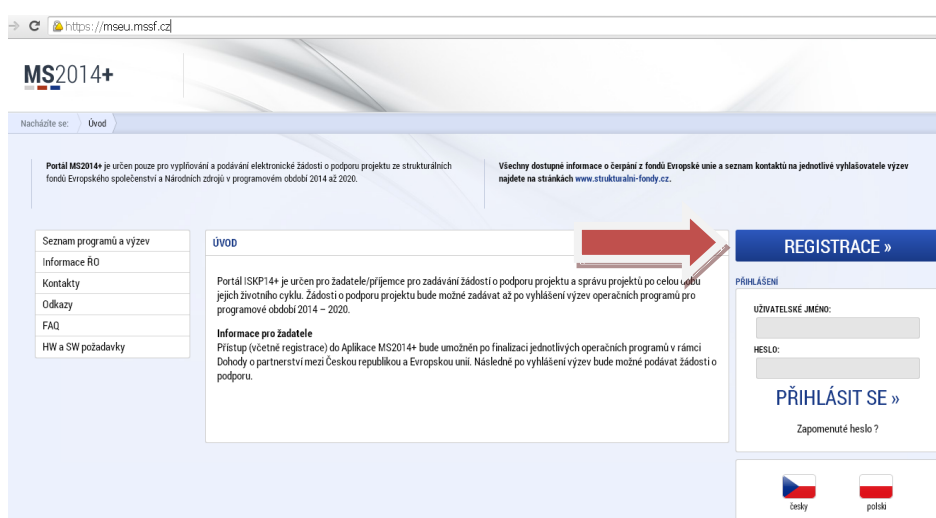 https://mseu.mssf.cz
MS2014+
Nacházíte se: Úvod
Portál MS2014+ je určen pouze pro vyplňování a podávání elektronické žádosti o podporu projektu ze strukturálních
fondů Evropského společenství a Národních zdrojů v programovém období 2014 až 2020.
Všechny dostupné informace o čerpání z fondů Evropské unie a seznam kontaktů na jednotlivé vyhlašovatele výzev
najdete na stránkách www.strukturalni-fondy.cz.
Seznam programů a výzev
Informace ŘO
Kontakty
Odkazy
FAQ
HW a SW požadavky
ÚVOD
Portál ISKP14+ je určen pro žadatele/příjemce pro zadávání žádostí o podporu projektu a správu projektů po celou dobu
jejich životního cyklu. Žádosti o podporu projektu bude možné zadávat až po vyhlášení výzev operačních programů pro
programové období 2014 – 2020.
Informace pro žadatele
Přístup (včetně registrace) do Aplikace MS2014+ bude umožněn po finalizaci jednotlivých operačních programů v rámci
Dohody o partnerství mezi Českou republikou a Evropskou unií. Následně po vyhlášení výzev bude možné podávat žádosti o
podporu.
REGISTRACE »
PŘIHLÁŠENÍ
UŽIVATELSKÉ JMÉNO:
HESLO:
PŘIHLÁSIT SE »
Zapomenuté heslo ?
česky polski